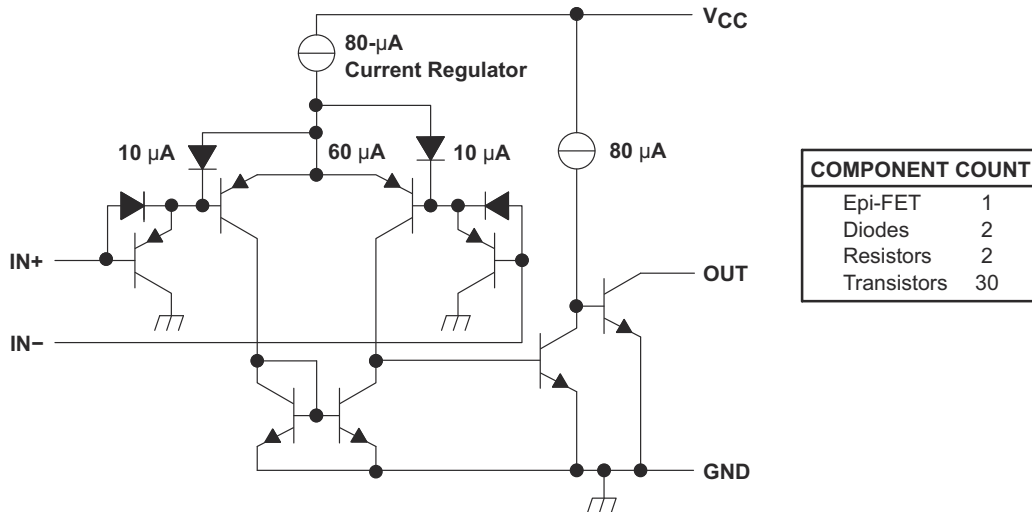 VCC
80-µA
Current Regulator
10 µA
60 µA
10 µA
80 µA
IN+
OUT
IN−
GND
COMPONENT COUNT
Epi-FET 1
Diodes 2
Resistors 2
Transistors 30